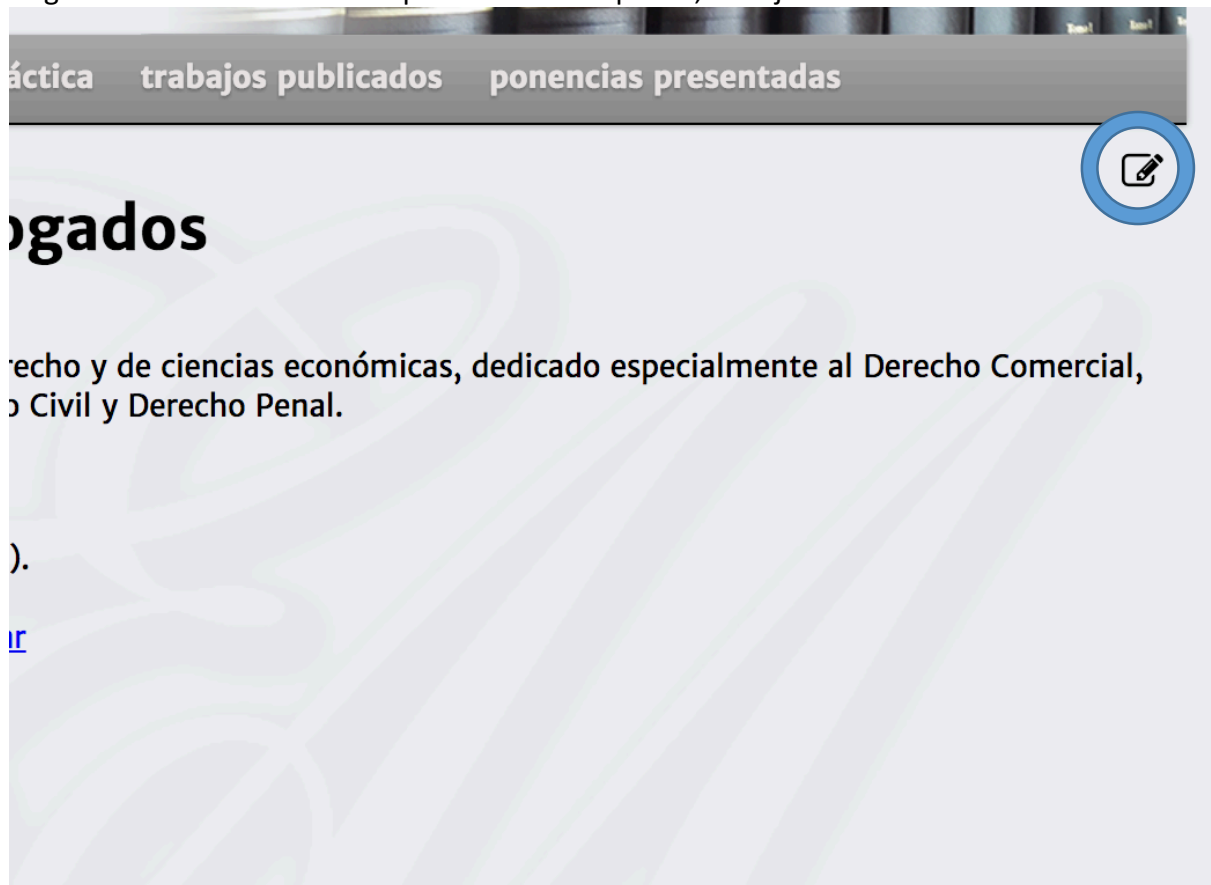 áctica trabajos publicados ponencias presentadas
ogados
recho y de ciencias económicas, dedicado especialmente al Derecho Comercial,
o Civil y Derecho Penal.
).
ar